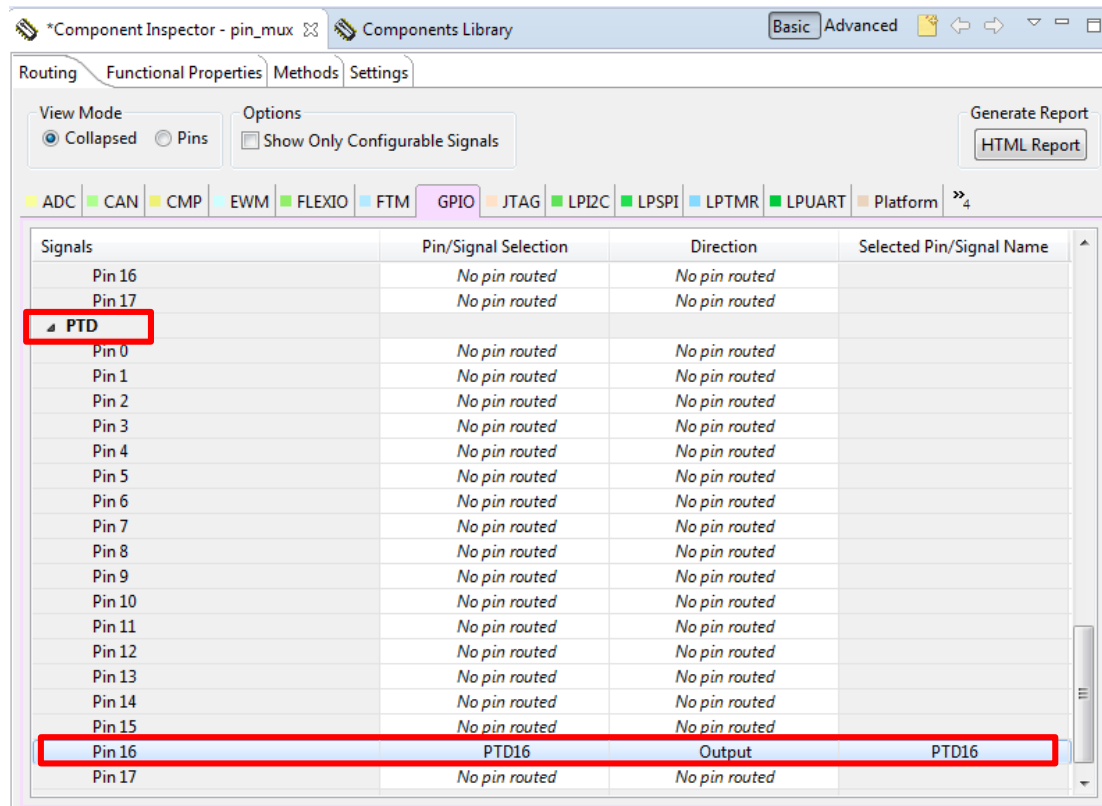 *Component Inspector - pin_mux Components Library Basic Advanced
Routing Functional Properties Methods Settings
View Mode Options Generate Report
Collapsed Pins Show Only Configurable Signals HTML Report
ADC CAN CMP EWM FLEXIO FTM GPIO JTAG LPI2C LPSPI LPTMR LPUART Platform »4
Signals Pin/Signal Selection Direction Selected Pin/Signal Name
Pin 16 No pin routed No pin routed
Pin 17 No pin routed No pin routed
PTD
Pin 0 No pin routed No pin routed
Pin 1 No pin routed No pin routed
Pin 2 No pin routed No pin routed
Pin 3 No pin routed No pin routed
Pin 4 No pin routed No pin routed
Pin 5 No pin routed No pin routed
Pin 6 No pin routed No pin routed
Pin 7 No pin routed No pin routed
Pin 8 No pin routed No pin routed
Pin 9 No pin routed No pin routed
Pin 10 No pin routed No pin routed
Pin 11 No pin routed No pin routed
Pin 12 No pin routed No pin routed
Pin 13 No pin routed No pin routed
Pin 14 No pin routed No pin routed
Pin 15 No pin routed No pin routed
Pin 16 PTD16 Output PTD16
Pin 17 No pin routed No pin routed